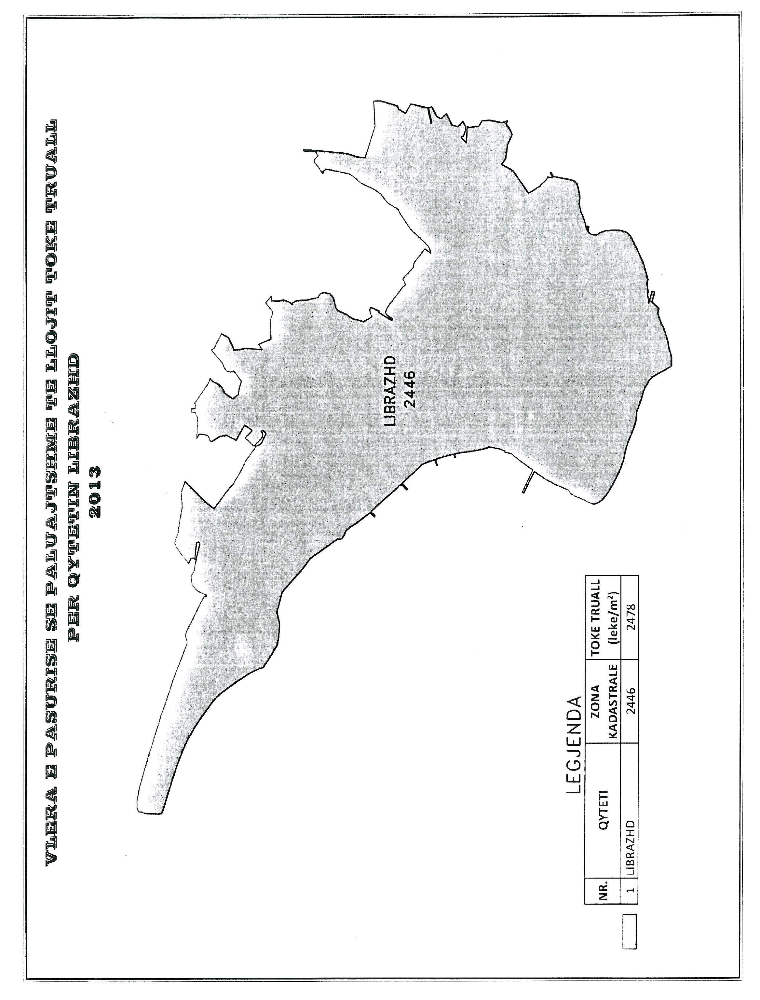 VLERA E PASURISE SE PALUAJTSHME TE LLOJIT TOKE TRUALL
PER QYTETIN LIBRAZHD
2013
LIBRAZHD
2446
LEGJENDA
NR. QYTETI ZONA KADASTRALE TOKE TRUALL (leke/m²)
1 LIBRAZHD 2446 2478